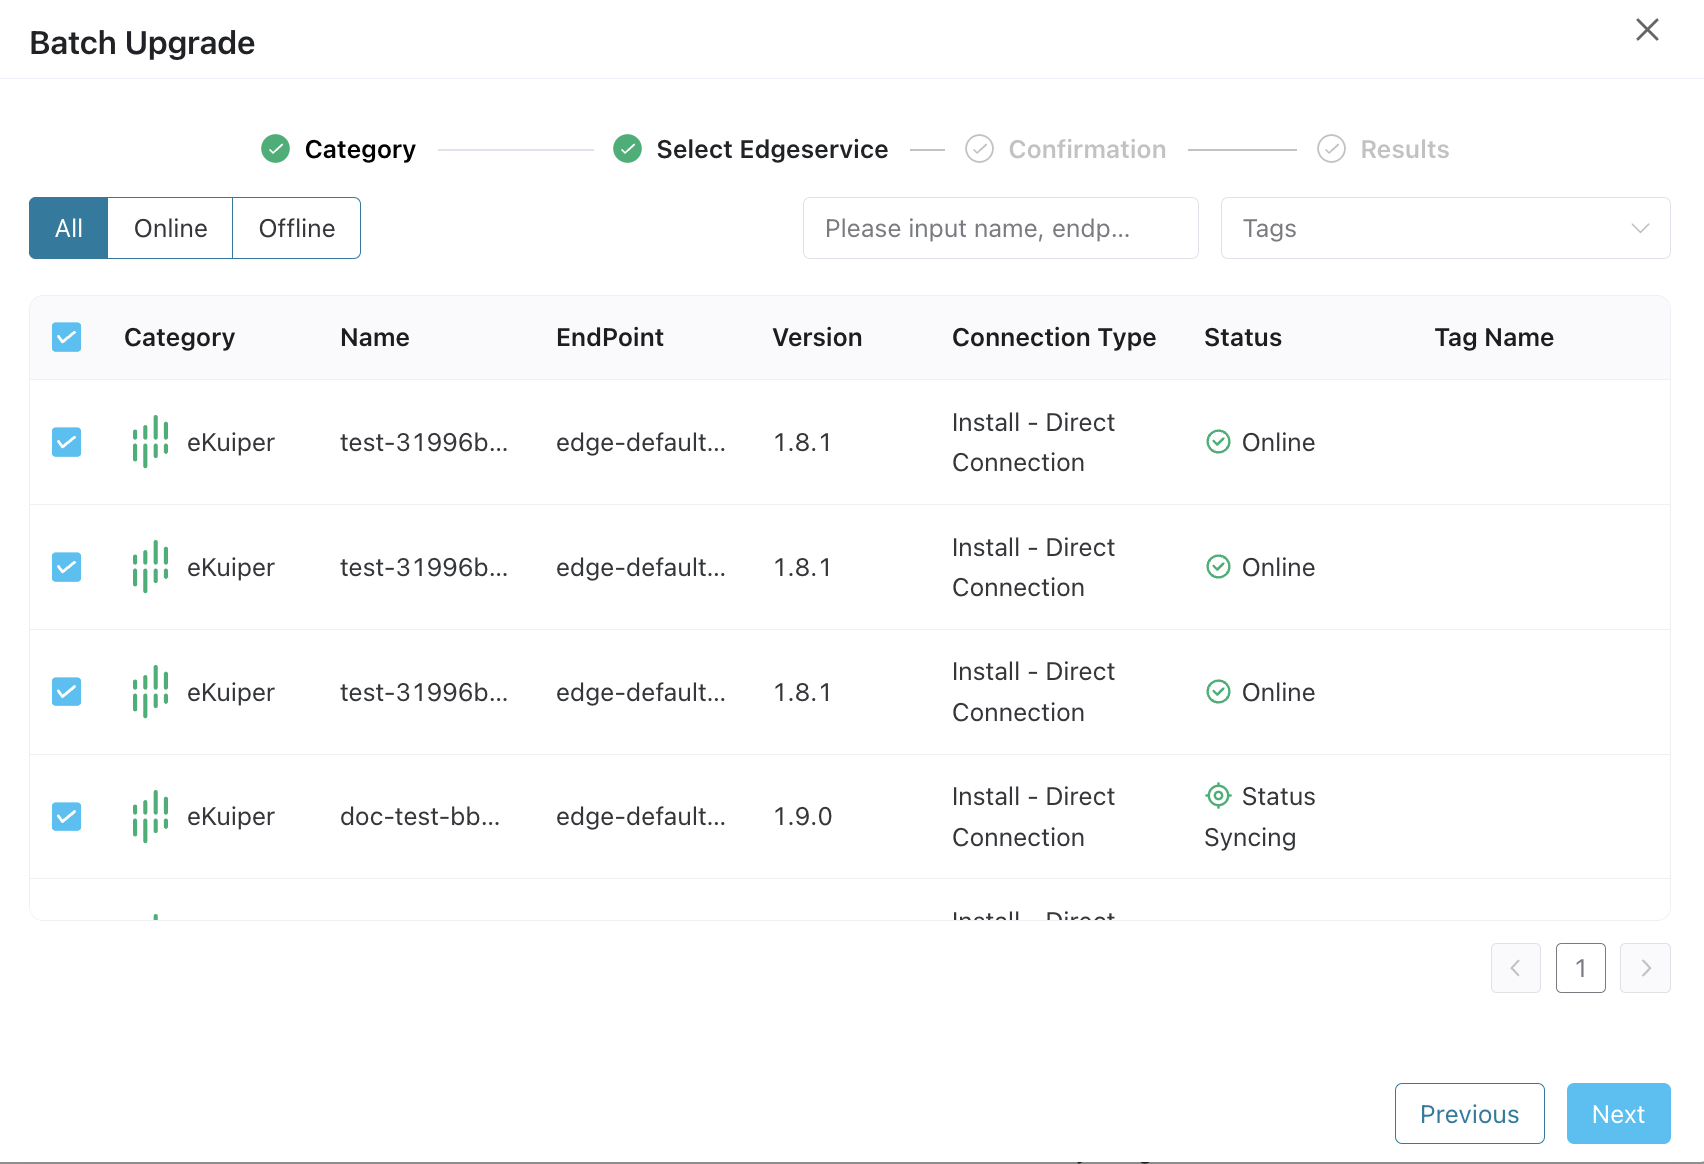 Batch Upgrade
Category
Select Edgeservice
Confirmation
Results
All
Online
Offline
Please input name, endp...
Tags
Category
Name
EndPoint
Version
Connection Type
Status
Tag Name
eKuiper
test-31996b...
edge-default...
1.8.1
Install - Direct
Connection
Online
eKuiper
test-31996b...
edge-default...
1.8.1
Install - Direct
Connection
Online
eKuiper
test-31996b...
edge-default...
1.8.1
Install - Direct
Connection
Online
eKuiper
doc-test-bb...
edge-default...
1.9.0
Install - Direct
Connection
Status
Syncing
Install - Direct
1
Previous
Next